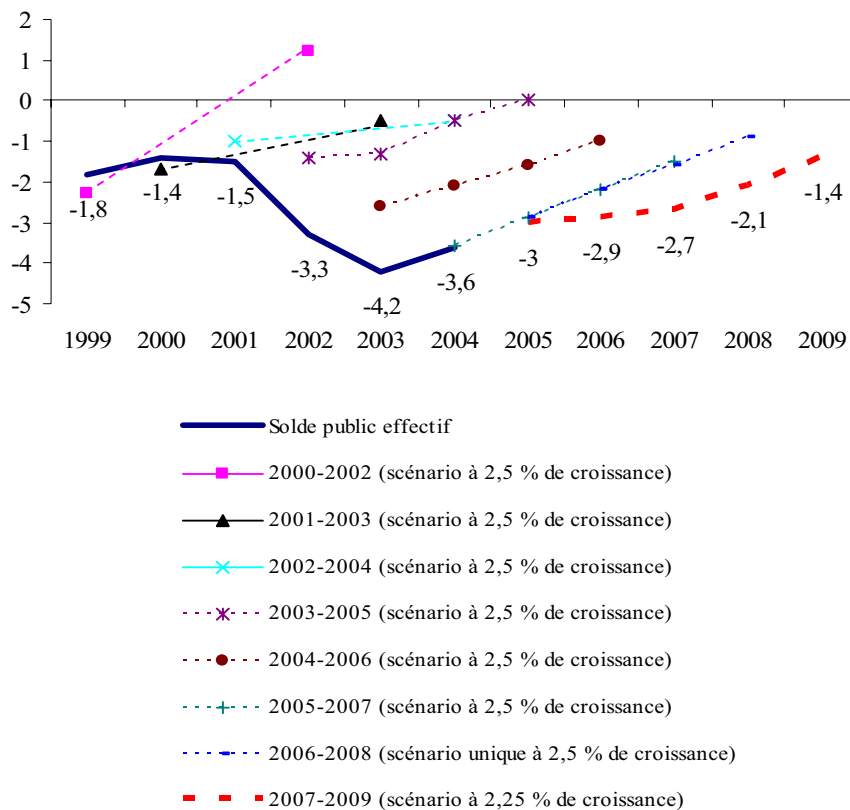 2
1
0
-1
-2
-3
-4
-5
-1,8
-1,4
-1,5
-3,3
-4,2
-3,6
-3
-2,9
-2,7
-2,1
-1,4
1999 2000 2001 2002 2003 2004 2005 2006 2007 2008 2009
Solde public effectif
2000-2002 (scénario à 2,5 % de croissance)
2001-2003 (scénario à 2,5 % de croissance)
2002-2004 (scénario à 2,5 % de croissance)
2003-2005 (scénario à 2,5 % de croissance)
2004-2006 (scénario à 2,5 % de croissance)
2005-2007 (scénario à 2,5 % de croissance)
2006-2008 (scénario unique à 2,5 % de croissance)
2007-2009 (scénario à 2,25 % de croissance)